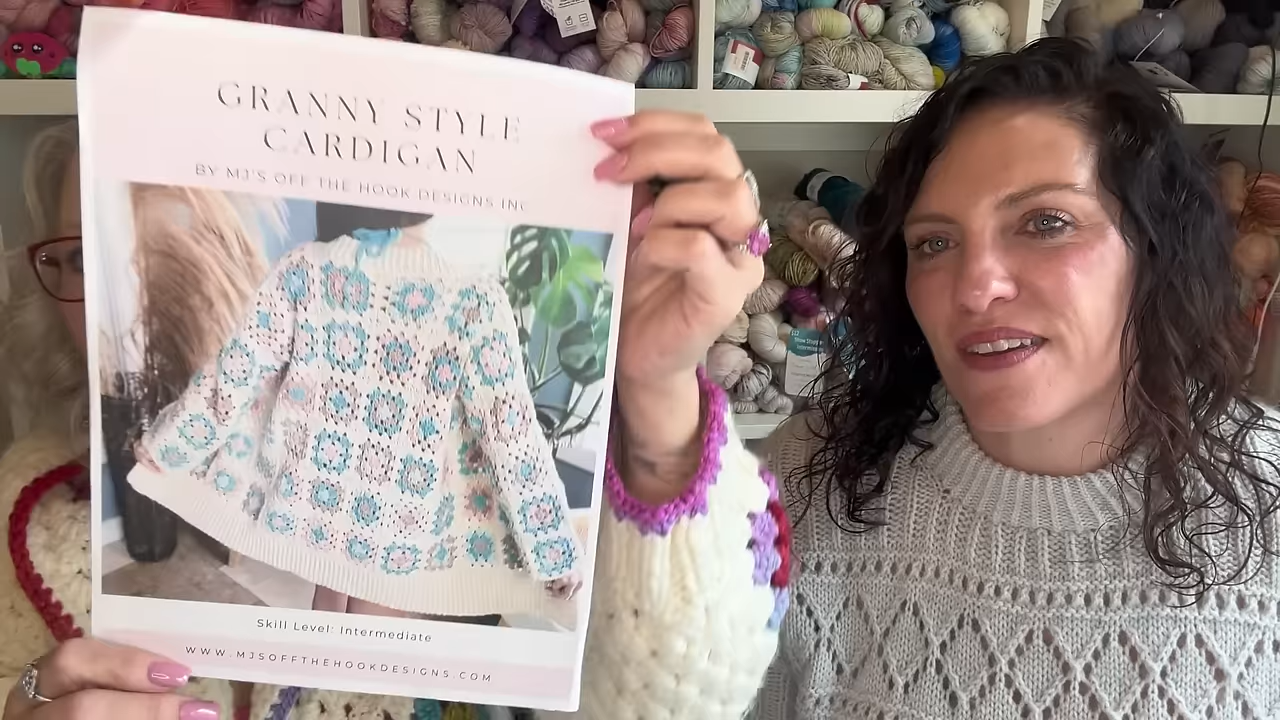 GRANNY STYLE
CARDIGAN
BY MJ'S OFF THE HOOK DESIGNS INC
Skill Level: Intermediate
WWW.MJSOFFTHEHOOKDESIGNS.COM